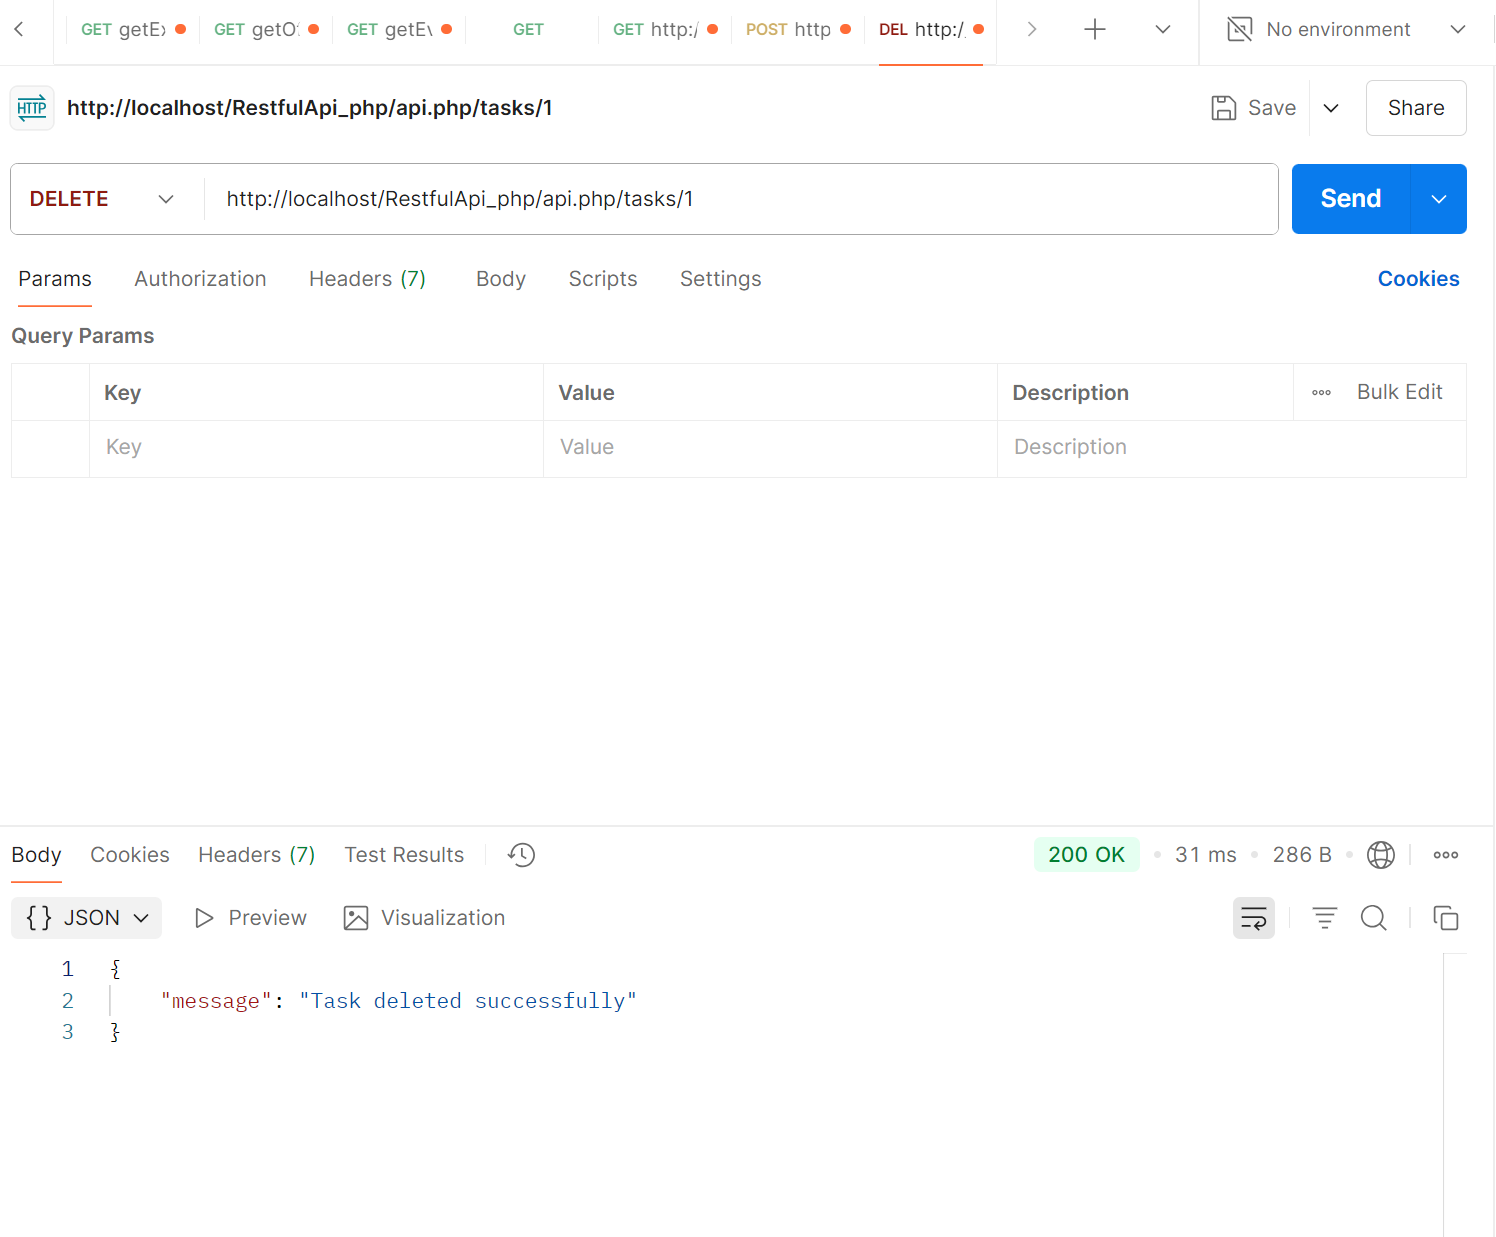 GET getEx GET getO GET getEv GET GET http:/ POST http DEL http:/ No environment
HTTP http://localhost/RestfulApi_php/api.php/tasks/1 Save Share
DELETE http://localhost/RestfulApi_php/api.php/tasks/1 Send
Params Authorization Headers (7) Body Scripts Settings Cookies
Query Params
Key Value Description Bulk Edit
Key Value Description
Body Cookies Headers (7) Test Results 200 OK 31 ms 286 B
{} JSON Preview Visualization
1 {
2 "message": "Task deleted successfully"
3 }